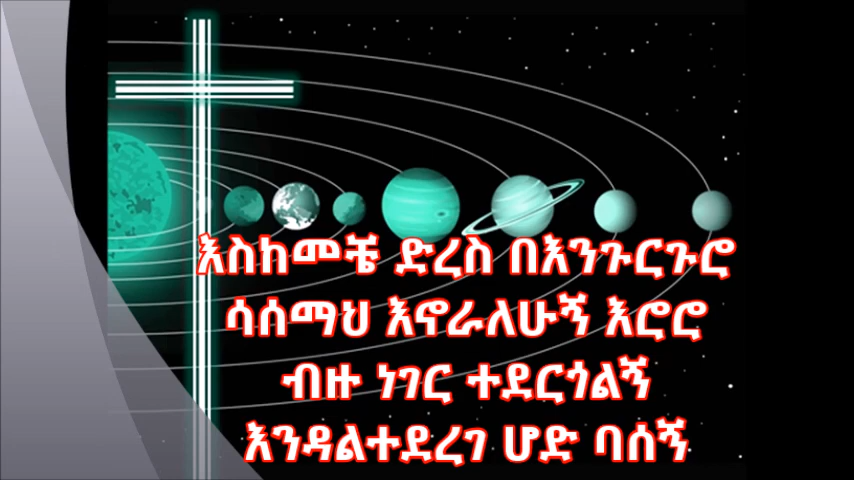 እስከመቼ ድረስ በእንጉርጉሮ
ሳሰማህ እኖራለሁኝ እሮሮ
ብዙ ነገር ተደርጎልኝ
እንዳልተደረገ ሆድ ባሰኝ